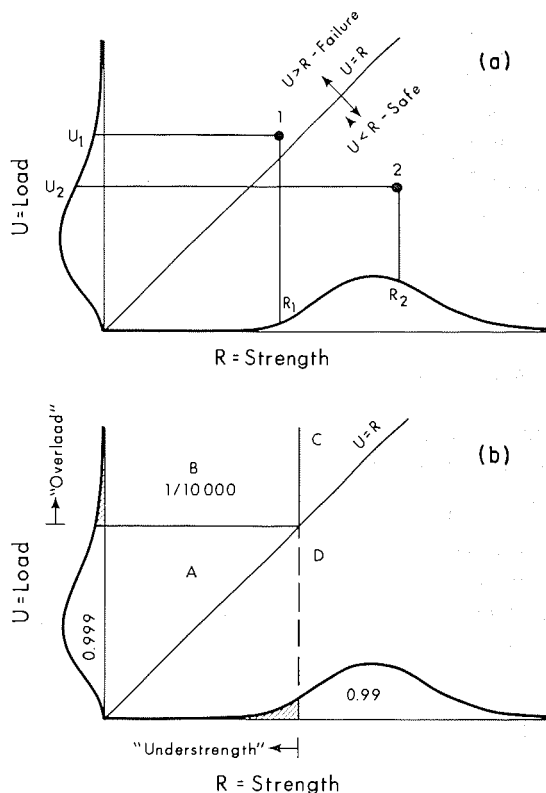 (a)
U>R - Failure
U=R
U<R - Safe
1
U₁
2
U₂
U=Load
R₁
R₂
R = Strength
(b)
"Overlaad"
C
U=R
B
1/10 000
A
D
U=Load
0.999
0.99
"Understrength"
R = Strength